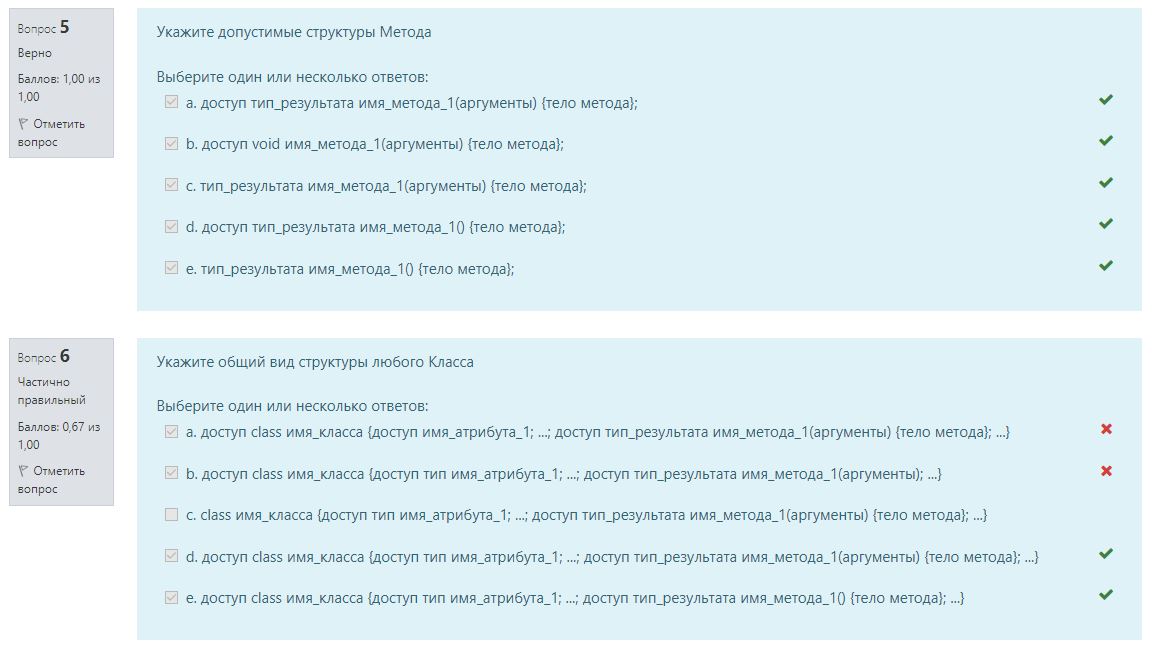 Вопрос 5
Верно
Баллов: 1,00 из
1,00
Отметить
вопрос
Укажите допустимые структуры Метода
Выберите один или несколько ответов:
a. доступ тип_результата имя_метода_1(аргументы) {тело метода};
b. доступ void имя_метода_1(аргументы) {тело метода};
c. тип_результата имя_метода_1(аргументы) {тело метода};
d. доступ тип_результата имя_метода_1() {тело метода};
e. тип_результата имя_метода_1() {тело метода};
Вопрос 6
Частично
правильный
Баллов: 0,67 из
1,00
Отметить
вопрос
Укажите общий вид структуры любого Класса
Выберите один или несколько ответов:
a. доступ class имя_класса {доступ имя_атрибута_1; ...; доступ тип_результата имя_метода_1(аргументы) {тело метода}; ...}
b. доступ class имя_класса {доступ тип имя_атрибута_1; ...; доступ тип_результата имя_метода_1(аргументы); ...}
c. class имя_класса {доступ тип имя_атрибута_1; ...; доступ тип_результата имя_метода_1(аргументы) {тело метода}; ...}
d. доступ class имя_класса {доступ тип имя_атрибута_1; ...; доступ тип_результата имя_метода_1(аргументы) {тело метода}; ...}
e. доступ class имя_класса {доступ тип имя_атрибута_1; ...; доступ тип_результата имя_метода_1() {тело метода}; ...}